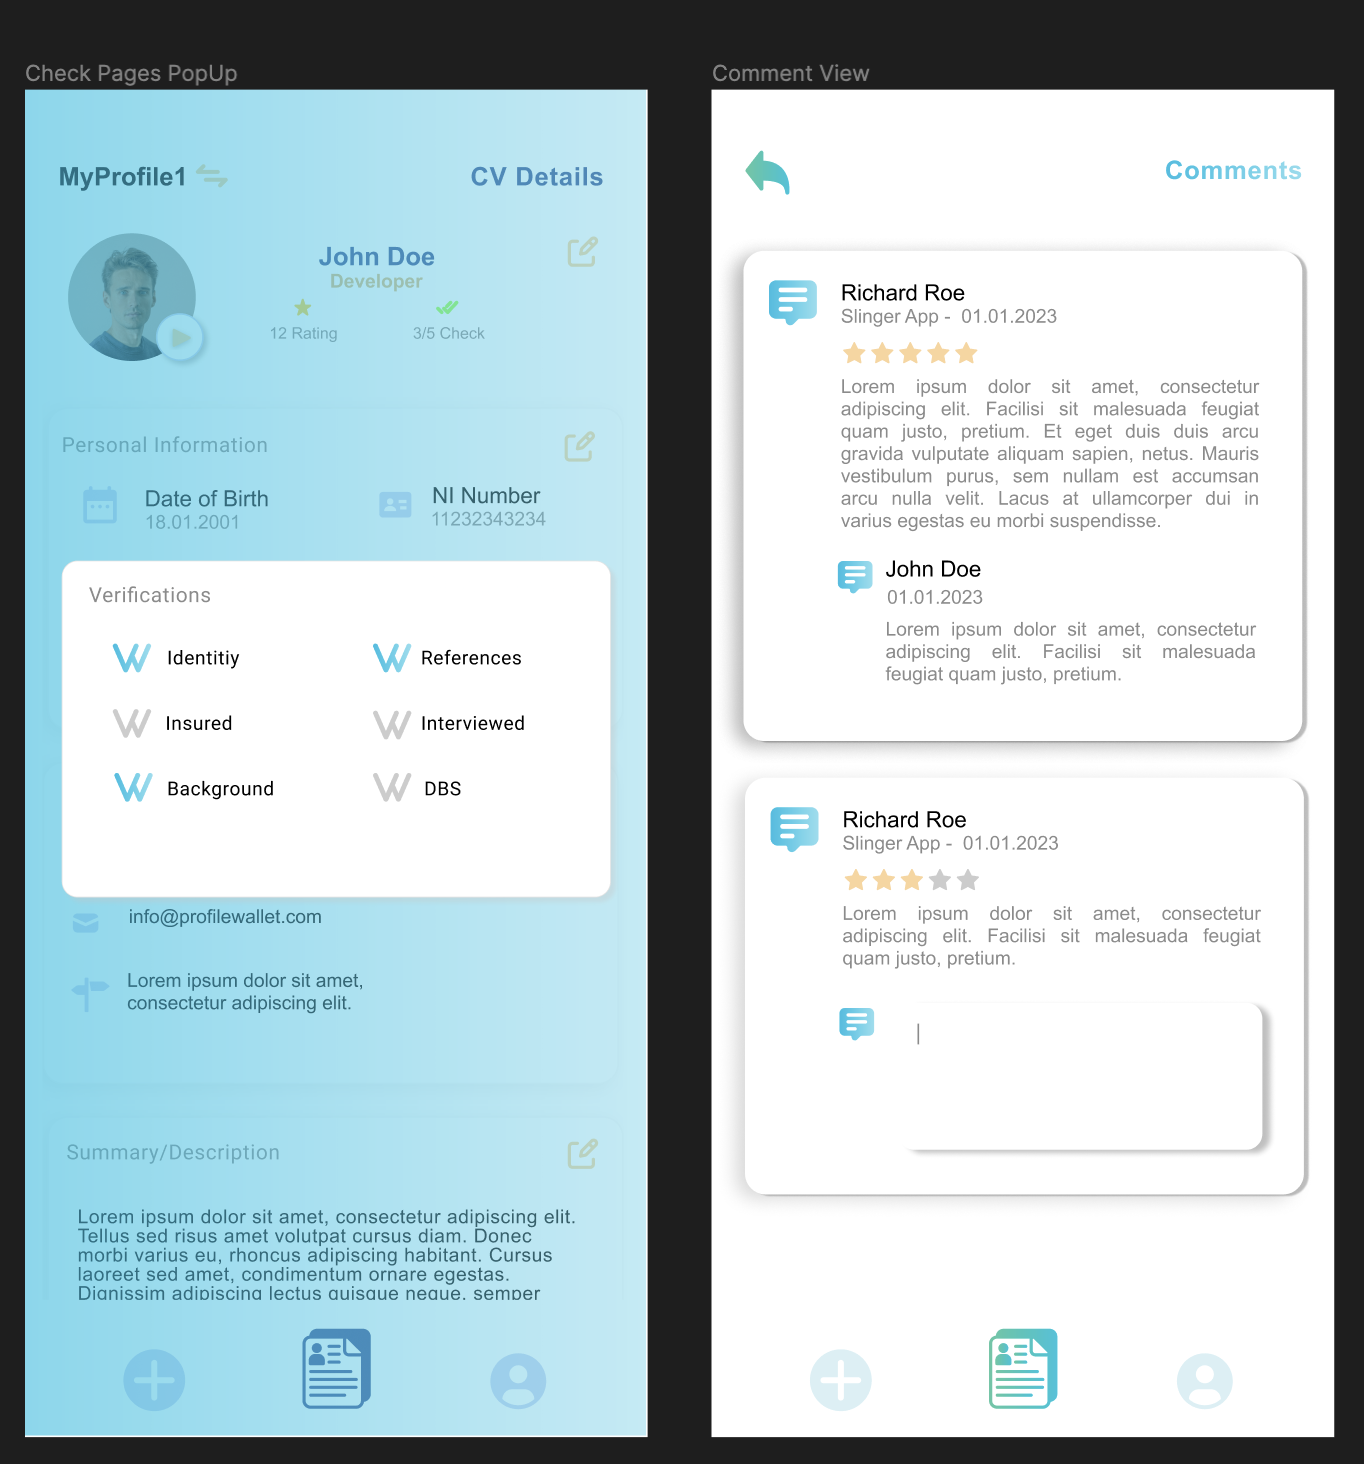 Check Pages PopUp
MyProfile1
CV Details
John Doe
Developer
12 Rating
3/5 Check
Personal Information
Date of Birth
18.01.2001
NI Number
11232343234
Verifications
Identitiy
References
Insured
Interviewed
Background
DBS
info@profilewallet.com
Lorem ipsum dolor sit amet,
consectetur adipiscing elit.
Summary/Description
Lorem ipsum dolor sit amet, consectetur adipiscing elit.
Tellus sed risus amet volutpat cursus diam. Donec
morbi varius eu, rhoncus adipiscing habitant. Cursus
laoreet sed amet, condimentum ornare egestas.
Dignissim adipiscing lectus quisque neque, semper
Comment View
Comments
Richard Roe
Slinger App - 01.01.2023
Lorem ipsum dolor sit amet, consectetur
adipiscing elit. Facilisi sit malesuada feugiat
quam justo, pretium. Et eget duis duis arcu
gravida vulputate aliquam sapien, netus. Mauris
vestibulum purus, sem nullam est accumsan
arcu nulla velit. Lacus at ullamcorper dui in
varius egestas eu morbi suspendisse.
John Doe
01.01.2023
Lorem ipsum dolor sit amet, consectetur
adipiscing elit. Facilisi sit malesuada
feugiat quam justo, pretium.
Richard Roe
Slinger App - 01.01.2023
Lorem ipsum dolor sit amet, consectetur
adipiscing elit. Facilisi sit malesuada feugiat
quam justo, pretium.